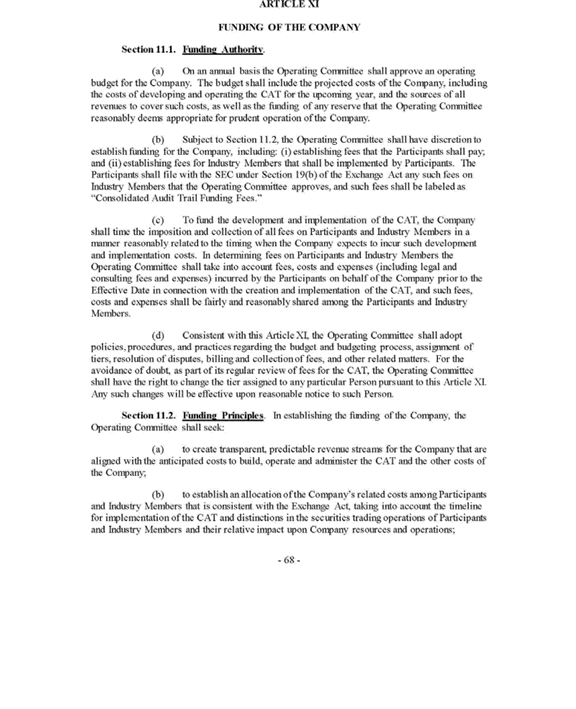 ARTICLE XI
FUNDING OF THE COMPANY
Section 11.1. Funding Authority.
(a) On an annual basis the Operating Committee shall approve an operating
budget for the Company. The budget shall include the projected costs of the Company, including
the costs of developing and operating the CAT for the upcoming year, and the sources of all
revenues to cover such costs, as well as the funding of any reserve that the Operating Committee
reasonably deems appropriate for prudent operation of the Company.
(b) Subject to Section 11.2, the Operating Committee shall have discretion to
establish funding for the Company, including: (i) establishing fees that the Participants shall pay;
and (ii) establishing fees for Industry Members that shall be implemented by Participants. The
Participants shall file with the SEC under Section 19(b) of the Exchange Act any such fees on
Industry Members that the Operating Committee approves, and such fees shall be labeled as
“Consolidated Audit Trail Funding Fees.”
(c) To fund the development and implementation of the CAT, the Company
shall time the imposition and collection of all fees on Participants and Industry Members in a
manner reasonably related to the timing when the Company expects to incur such development
and implementation costs. In determining fees on Participants and Industry Members the
Operating Committee shall take into account fees, costs and expenses (including legal and
consulting fees and expenses) incurred by the Participants on behalf of the Company prior to the
Effective Date in connection with the creation and implementation of the CAT, and such fees,
costs and expenses shall be fairly and reasonably shared among the Participants and Industry
Members.
(d) Consistent with this Article XI, the Operating Committee shall adopt
policies, procedures, and practices regarding the budget and budgeting process, assignment of
tiers, resolution of disputes, billing and collection of fees, and other related matters. For the
avoidance of doubt, as part of its regular review of fees for the CAT, the Operating Committee
shall have the right to change the tier assigned to any particular Person pursuant to this Article XI.
Any such changes will be effective upon reasonable notice to such Person.
Section 11.2. Funding Principles. In establishing the funding of the Company, the
Operating Committee shall seek:
(a) to create transparent, predictable revenue streams for the Company that are
aligned with the anticipated costs to build, operate and administer the CAT and the other costs of
the Company;
(b) to establish an allocation of the Company’s related costs among Participants
and Industry Members that is consistent with the Exchange Act, taking into account the timeline
for implementation of the CAT and distinctions in the securities trading operations of Participants
and Industry Members and their relative impact upon Company resources and operations;
- 68 -